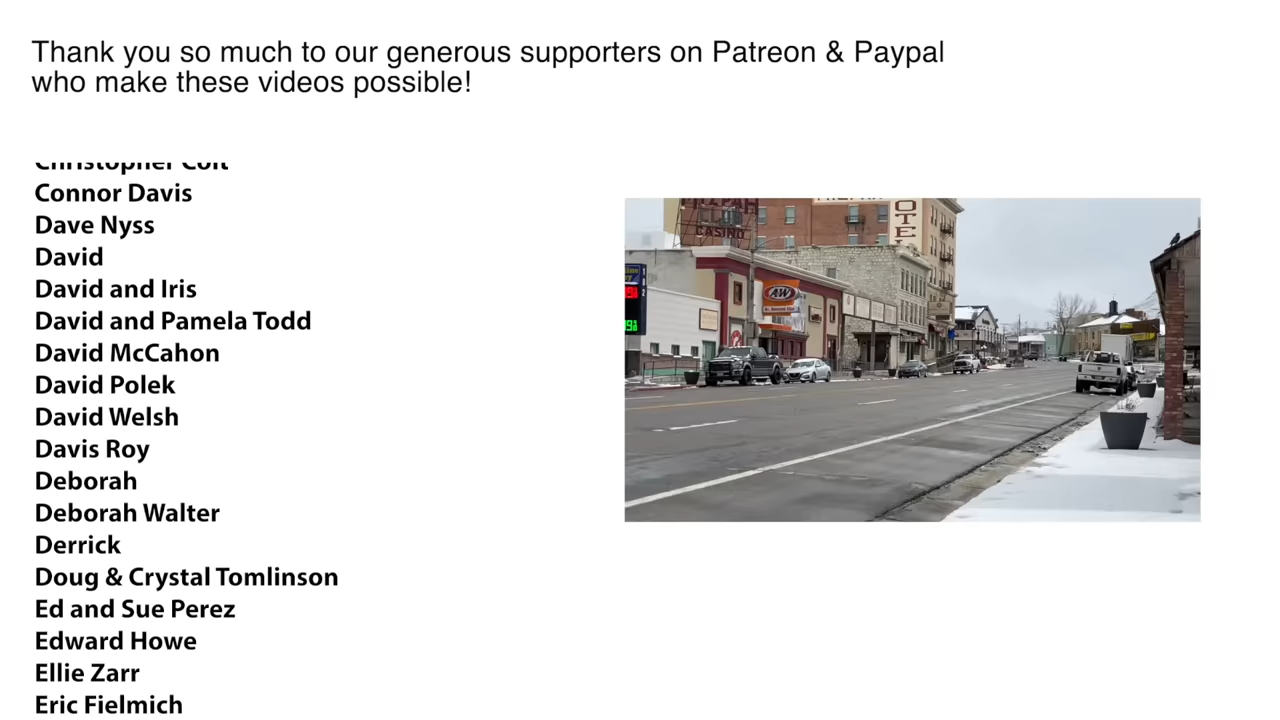 Thank you so much to our generous supporters on Patreon & Paypal
who make these videos possible!
Connor Davis
Dave Nyss
David
David and Iris
David and Pamela Todd
David McCahon
David Polek
David Welsh
Davis Roy
Deborah
Deborah Walter
Derrick
Doug & Crystal Tomlinson
Ed and Sue Perez
Edward Howe
Ellie Zarr
Eric Fielmich
CASINO
A&W